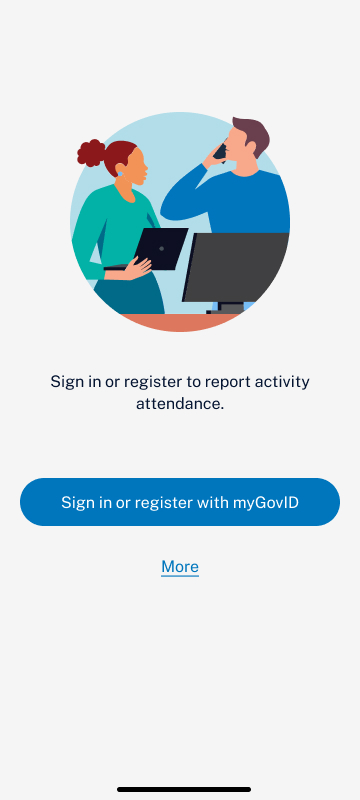 Sign in or register to report activity
attendance.
Sign in or register with myGovID
More